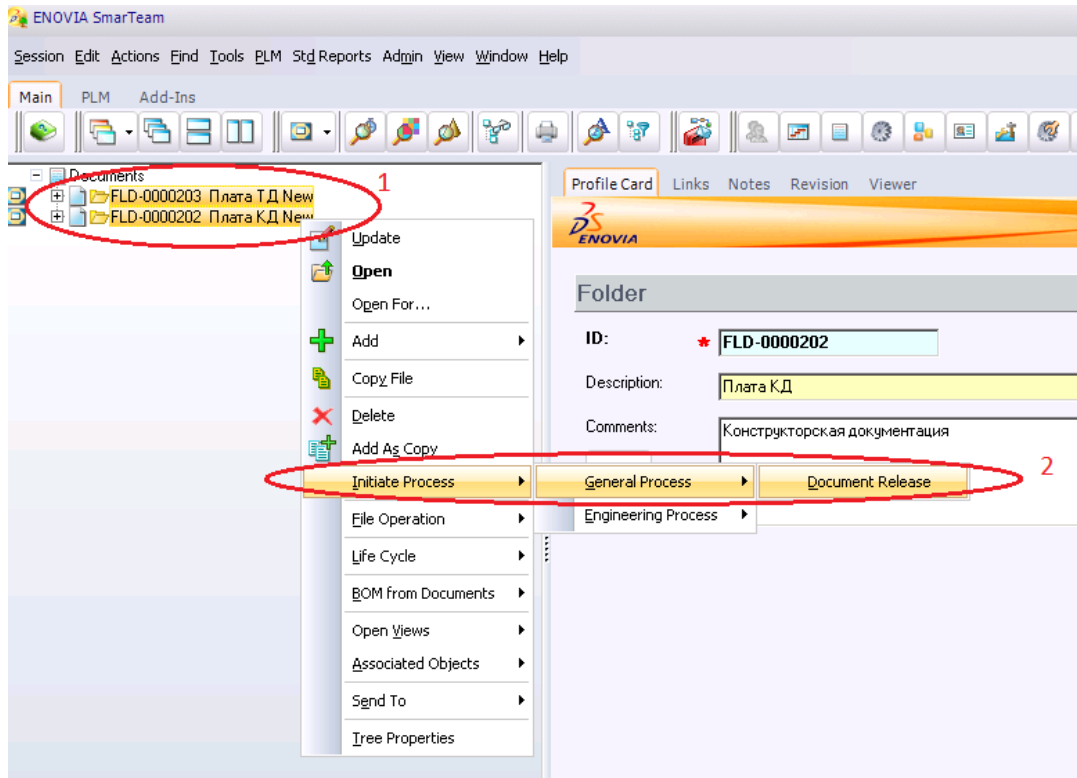 ENOVIA SmarTeam
Session Edit Actions Find Tools PLM Std Reports Admin View Window Help
Main PLM Add-Ins
Documents
FLD-0000203 Плата ТД New
FLD-0000202 Плата КД New
1
Update
Open
Open For...
Add
Copy File
Delete
Add As Copy
Initiate Process
File Operation
Life Cycle
BOM from Documents
Open Views
Associated Objects
Send To
Tree Properties
General Process
Engineering Process
Document Release
2
Profile Card Links Notes Revision Viewer
ENOVIA
Folder
ID: * FLD-0000202
Description: Плата КД
Comments: Конструкторская документация